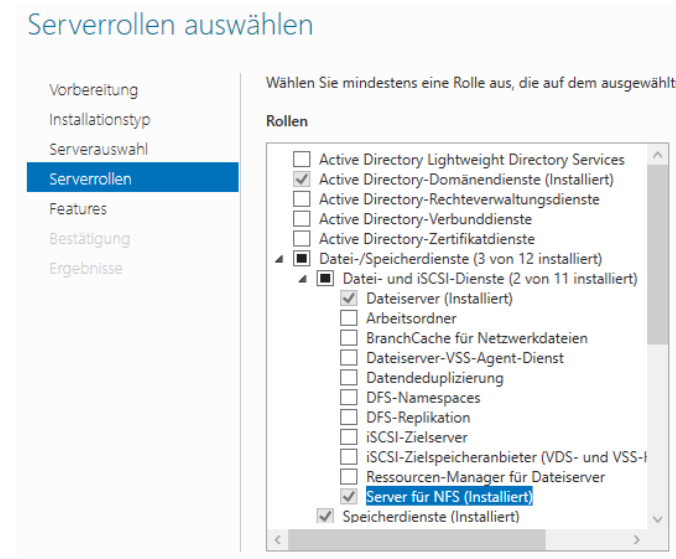 Serverrollen auswählen
Vorbereitung
Installationstyp
Serverauswahl
Serverrollen
Features
Bestätigung
Ergebnisse
Wählen Sie mindestens eine Rolle aus, die auf dem ausgewählt
Rollen
Active Directory Lightweight Directory Services
Active Directory-Domänendienste (Installiert)
Active Directory-Rechteverwaltungsdienste
Active Directory-Verbunddienste
Active Directory-Zertifikatdienste
Datei-/Speicherdienste (3 von 12 installiert)
Datei- und iSCSI-Dienste (2 von 11 installiert)
Dateiserver (Installiert)
Arbeitsordner
BranchCache für Netzwerkdateien
Dateiserver-VSS-Agent-Dienst
Datendeduplizierung
DFS-Namespaces
DFS-Replikation
iSCSI-Zielserver
iSCSI-Zielspeicheranbieter (VDS- und VSS-
Ressourcen-Manager für Dateiserver
Server für NFS (Installiert)
Speicherdienste (Installiert)